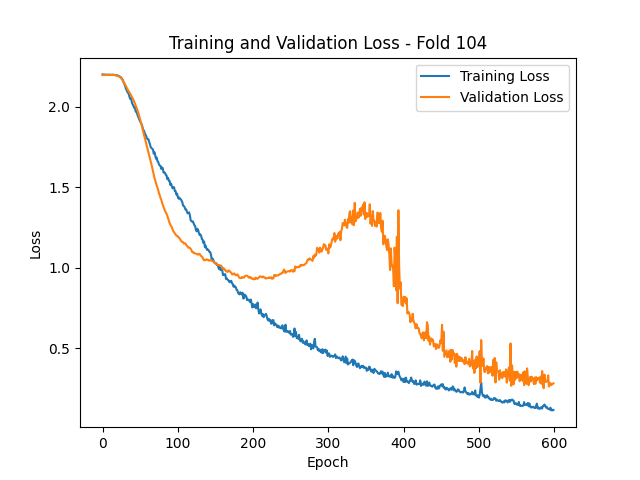 Training and Validation Loss - Fold 104
Training Loss
Validation Loss
Loss
2.0
1.5
1.0
0.5
0 100 200 300 400 500 600
Epoch